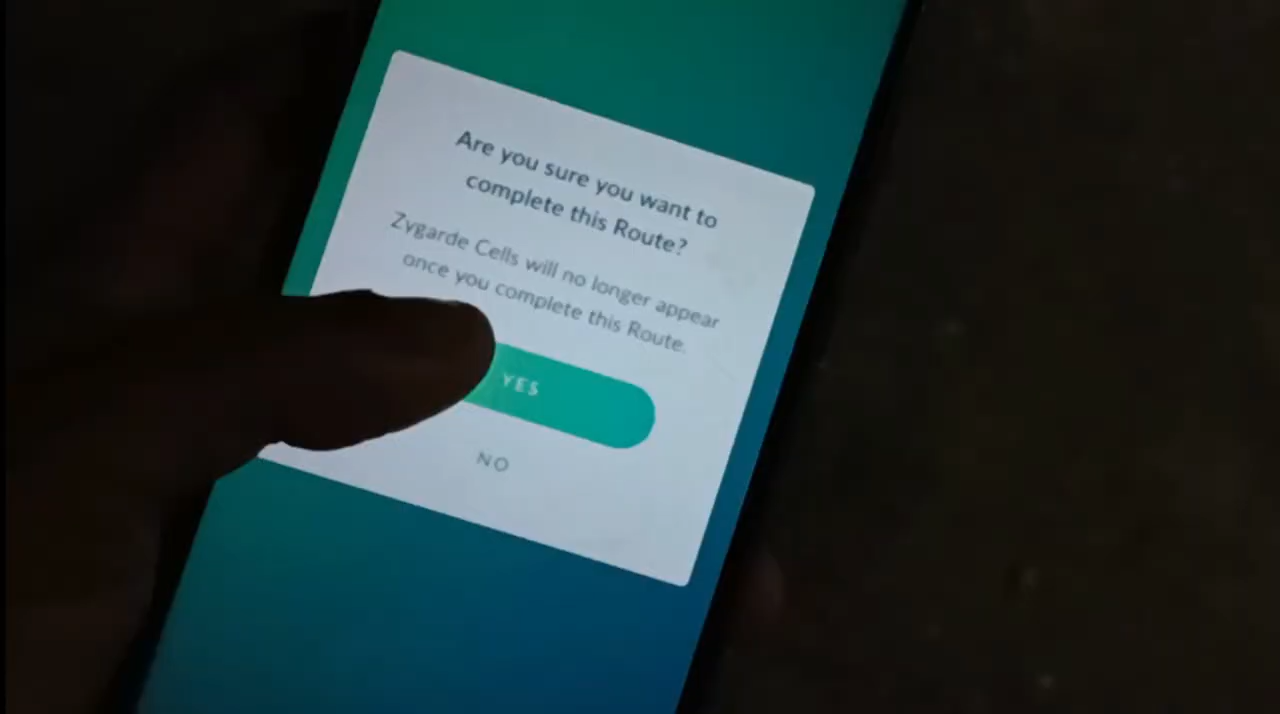 Are you sure you want to
complete this Route?
Zygarde Cells will no longer appear
once you complete this Route.
YES
NO